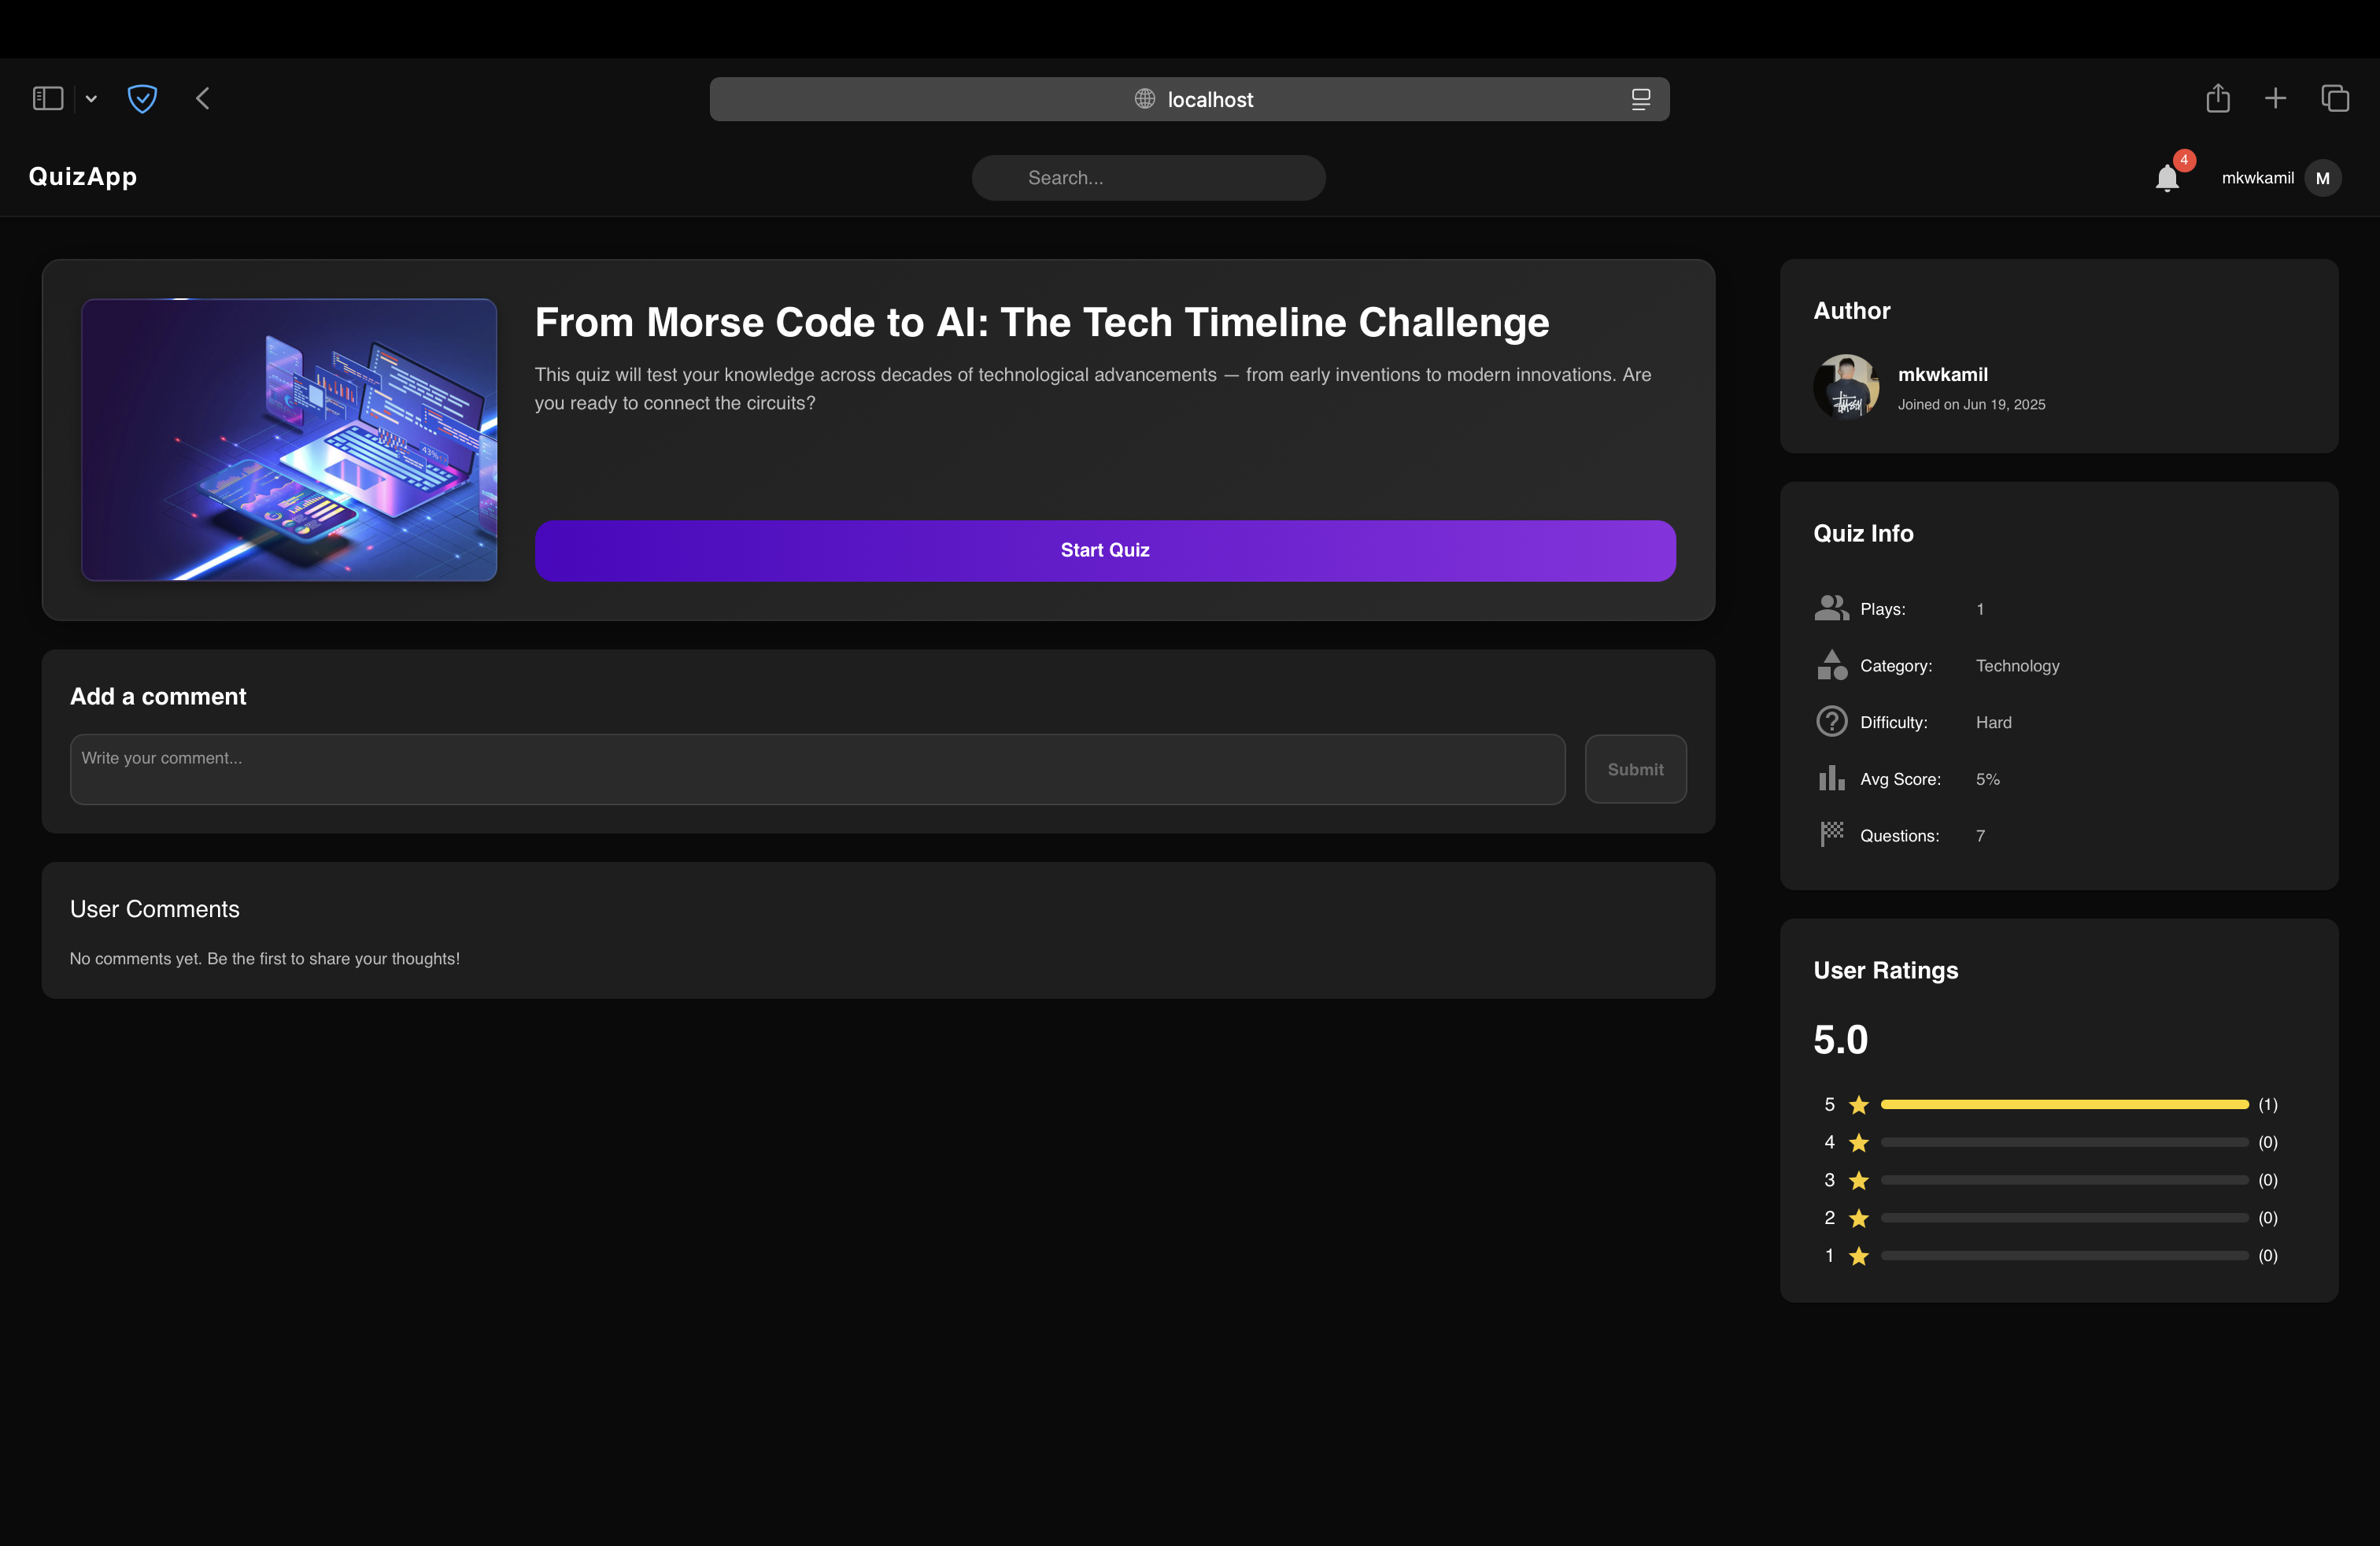 localhost
QuizApp
Search...
4
mkwkamil
M
From Morse Code to AI: The Tech Timeline Challenge
This quiz will test your knowledge across decades of technological advancements — from early inventions to modern innovations. Are
you ready to connect the circuits?
Start Quiz
Add a comment
Write your comment...
Submit
User Comments
No comments yet. Be the first to share your thoughts!
Author
mkwkamil
Joined on Jun 19, 2025
Quiz Info
Plays: 1
Category: Technology
Difficulty: Hard
Avg Score: 5%
Questions: 7
User Ratings
5.0
5 (1)
4 (0)
3 (0)
2 (0)
1 (0)